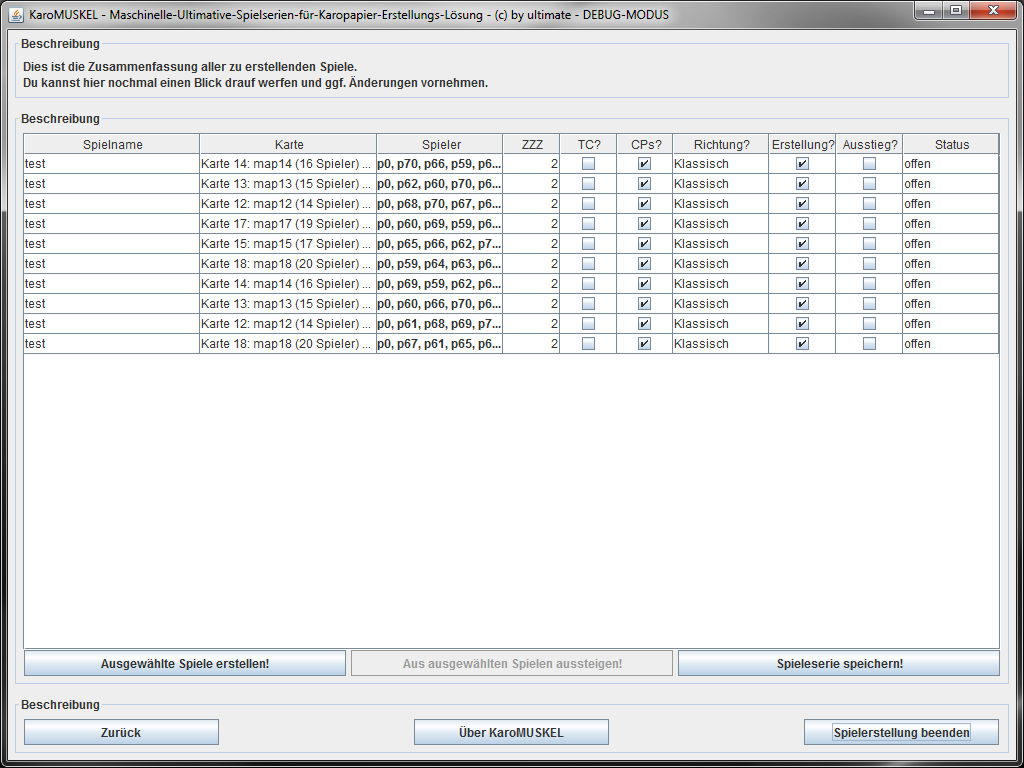 KaroMUSKEL - Maschinelle-Ultimative-Spielserien-für-Karopapier-Erstellungs-Lösung - (c) by ultimate - DEBUG-MODUS
Beschreibung
Dies ist die Zusammenfassung aller zu erstellenden Spiele.
Du kannst hier nochmal einen Blick drauf werfen und ggf. Änderungen vornehmen.
Beschreibung
Spielname Karte Spieler ZZZ TC? CPs? Richtung? Erstellung? Ausstieg? Status
test Karte 14: map14 (16 Spieler) ... p0, p70, p66, p59, p6... 2 Klassisch offen
test Karte 13: map13 (15 Spieler) ... p0, p62, p60, p70, p6... 2 Klassisch offen
test Karte 12: map12 (14 Spieler) ... p0, p68, p70, p67, p6... 2 Klassisch offen
test Karte 17: map17 (19 Spieler) ... p0, p60, p69, p59, p6... 2 Klassisch offen
test Karte 15: map15 (17 Spieler) ... p0, p65, p66, p62, p7... 2 Klassisch offen
test Karte 18: map18 (20 Spieler) ... p0, p59, p64, p63, p6... 2 Klassisch offen
test Karte 14: map14 (16 Spieler) ... p0, p69, p59, p62, p6... 2 Klassisch offen
test Karte 13: map13 (15 Spieler) ... p0, p60, p66, p70, p6... 2 Klassisch offen
test Karte 12: map12 (14 Spieler) ... p0, p61, p68, p69, p7... 2 Klassisch offen
test Karte 18: map18 (20 Spieler) ... p0, p67, p61, p65, p6... 2 Klassisch offen
Ausgewählte Spiele erstellen! Aus ausgewählten Spielen aussteigen! Spieleserie speichern!
Beschreibung
Zurück Über KaroMUSKEL Spielerstellung beenden